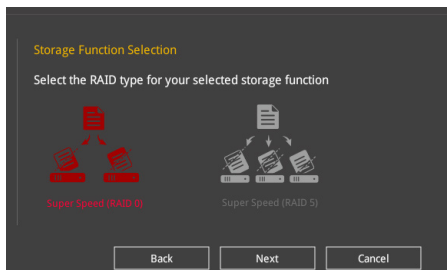 Storage Function Selection
Select the RAID type for your selected storage function
Super Speed (RAID 0)
Super Speed (RAID 5)
Back
Next
Cancel